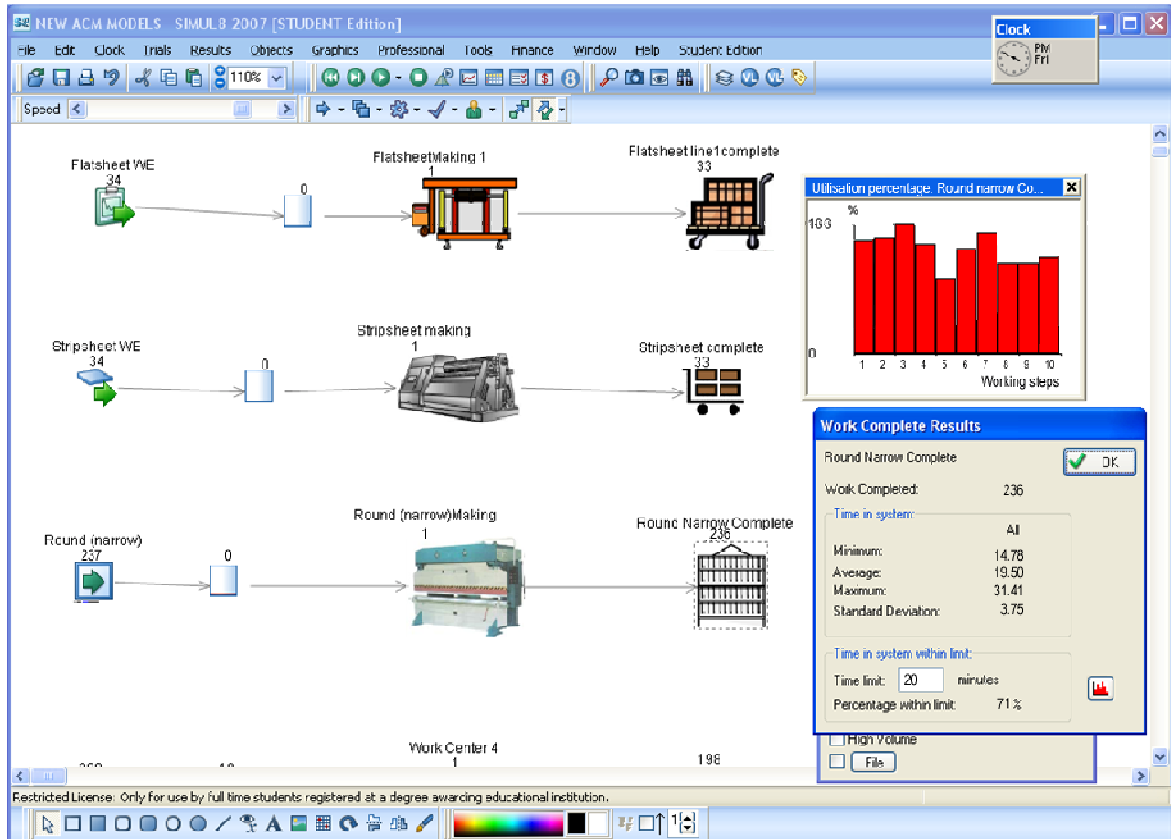 NEW ACM MODELS SIMUL8 2007 [STUDENT Edition]
Clock
PM
Fri
File Edit Clock Trials Results Objects Graphics Professional Tools Finance Window Help Student Edition
110%
Speed
Flatsheet WE
34
0
FlatsheetMaking 1
1
Flatsheet line1complete
33
Utilisation percentage: Round narrow Co...
%
0
1 2 3 4 5 6 7 8 9 10
Working steps
Stripsheet WE
34
0
Stripsheet making
1
Stripsheet complete
33
Round (narrow)
237
0
Round (narrow)Making
1
Round Narrow Complete
236
Work Complete Results
Round Narrow Complete
OK
Work Completed: 236
Time in system:
All
Minimum: 14.78
Average: 19.50
Maximum: 31.41
Standard Deviation: 3.75
Time in system within limit:
Time limit: 20 minutes
Percentage within limit: 71%
High Volume
File
Work Center 4
1
198
Restricted License: Only for use by full time students registered at a degree awarding educational institution.